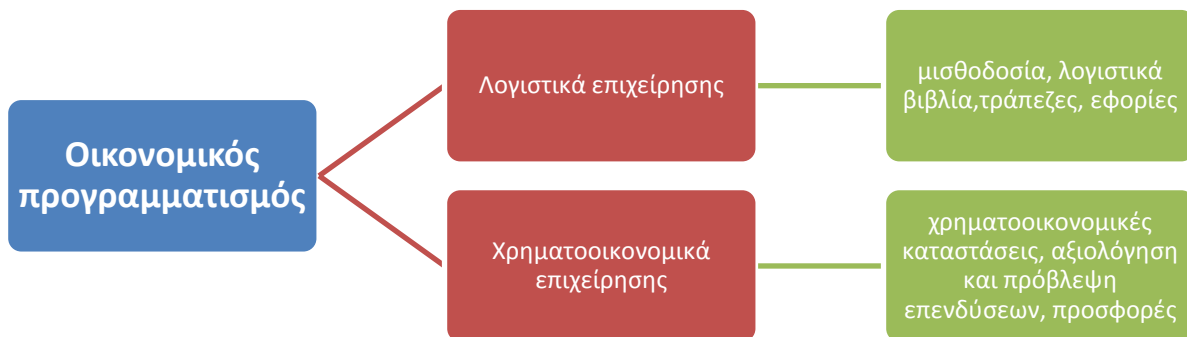 Οικονομικός
προγραμματισμός
Λογιστικά επιχείρησης
μισθοδοσία, λογιστικά
βιβλία,τράπεζες, εφορίες
Χρηματοοικονομικά
επιχείρησης
χρηματοοικονομικές
καταστάσεις, αξιολόγηση
και πρόβλεψη
επενδύσεων, προσφορές